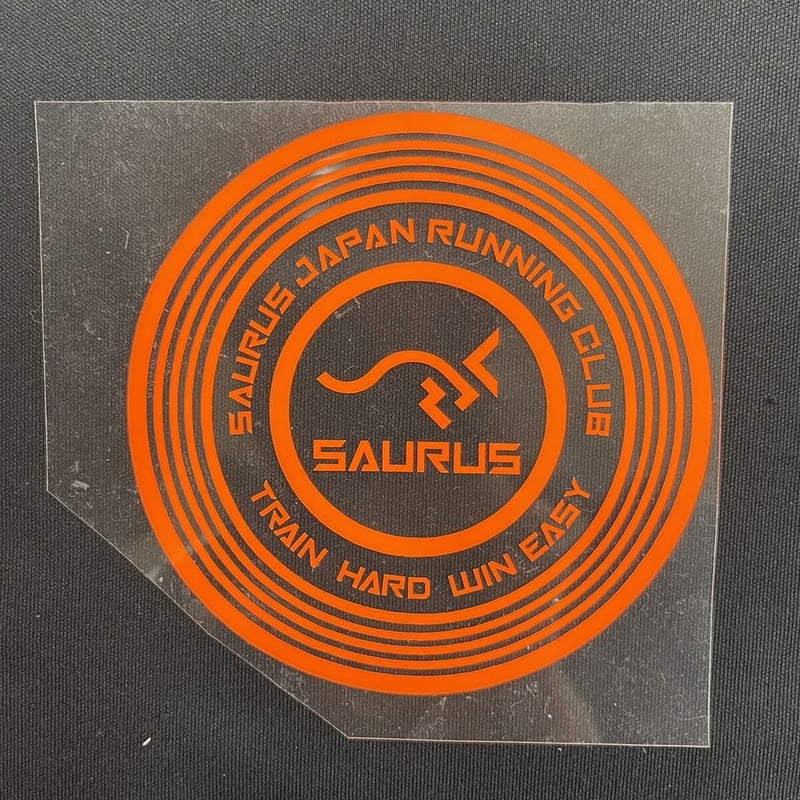 SAURUS JAPAN RUNNING CLUB
SAURUS
TRAIN HARD WIN EASY